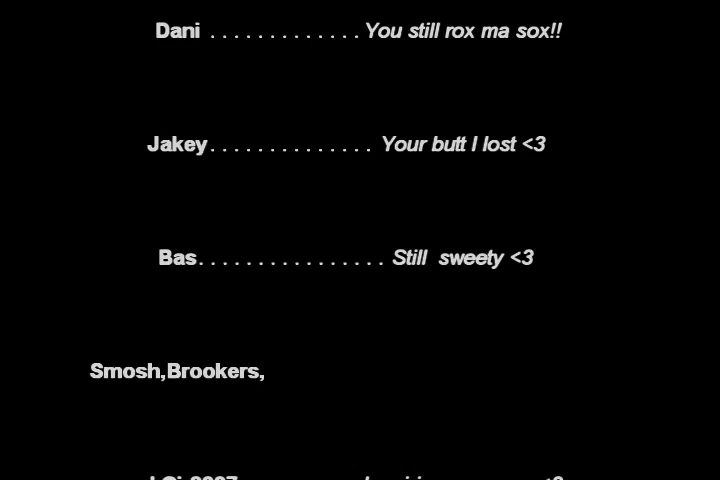 Dani . . . . . . . . . . . . . You still rox ma sox!!
Jakey. . . . . . . . . . . . . . Your butt I lost <3
Bas. . . . . . . . . . . . . . . . Still sweety <3
Smosh,Brookers,